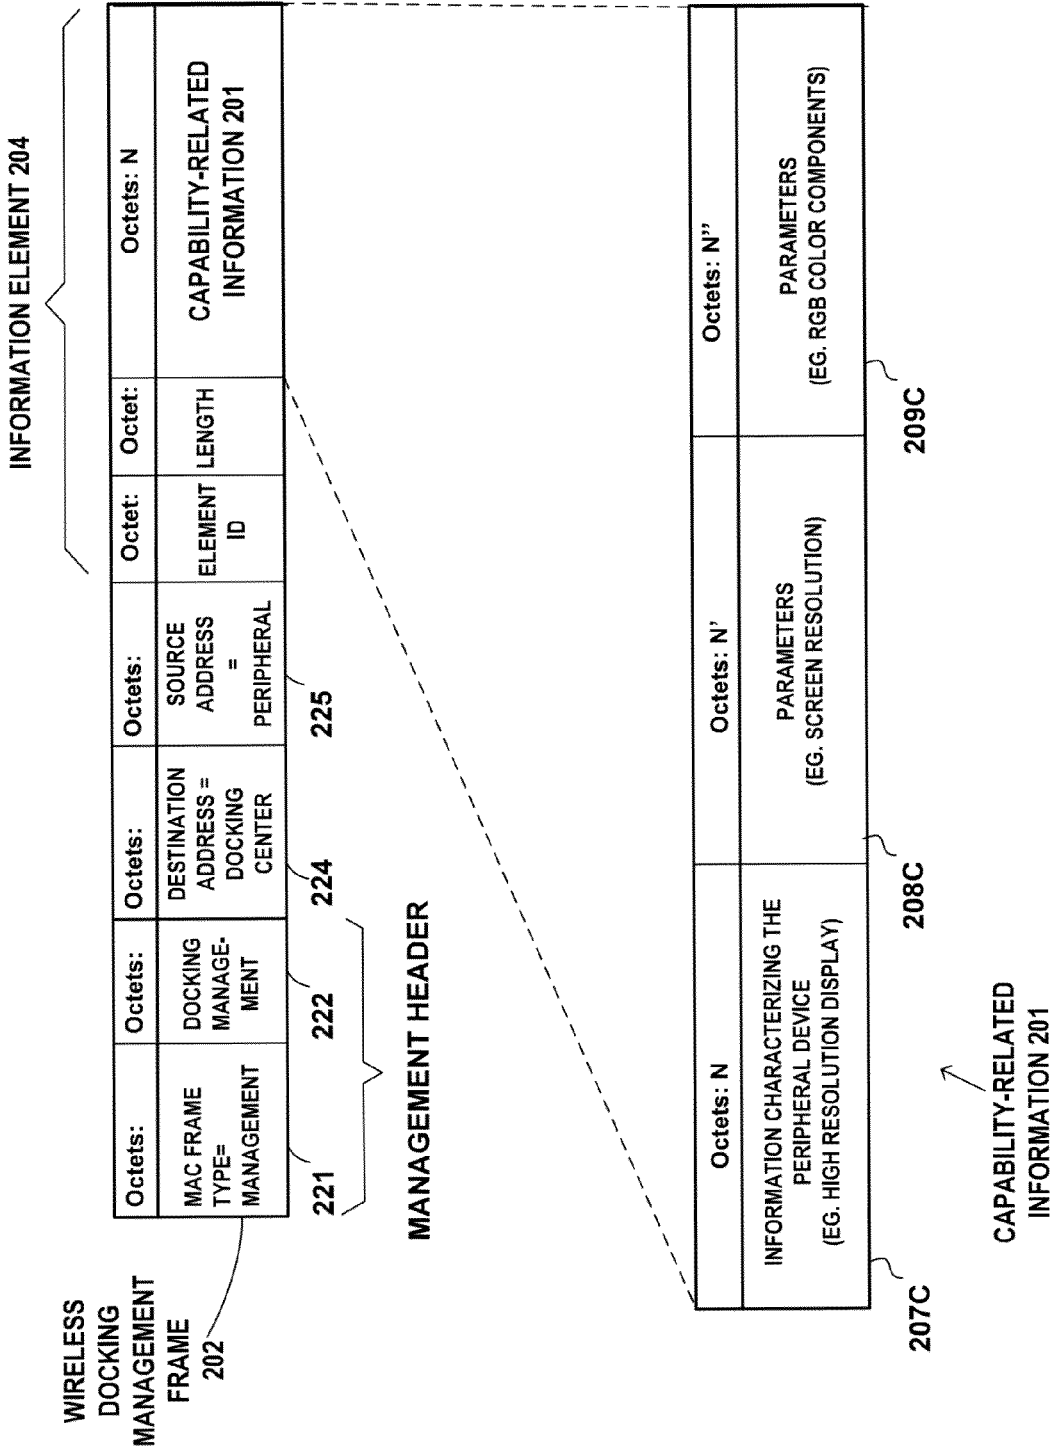 INFORMATION ELEMENT 204
WIRELESS
DOCKING
MANAGEMENT
FRAME
202
Octets:
Octets:
Octets:
Octets:
Octet:
Octet:
Octets: N
MAC FRAME
TYPE=
MANAGEMENT
DOCKING
MANAGE-
MENT
DESTINATION
ADDRESS =
DOCKING
CENTER
SOURCE
ADDRESS
=
PERIPHERAL
ELEMENT
ID
LENGTH
CAPABILITY-RELATED
INFORMATION 201
221
222
224
225
MANAGEMENT HEADER
Octets: N
Octets: N'
Octets: N''
INFORMATION CHARACTERIZING THE
PERIPHERAL DEVICE
(EG. HIGH RESOLUTION DISPLAY)
PARAMETERS
(EG. SCREEN RESOLUTION)
PARAMETERS
(EG. RGB COLOR COMPONENTS)
207C
208C
209C
CAPABILITY-RELATED
INFORMATION 201